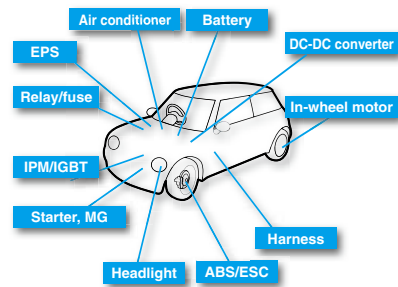 Air conditioner
Battery
EPS
DC-DC converter
Relay/fuse
In-wheel motor
IPM/IGBT
Starter, MG
Harness
Headlight
ABS/ESC